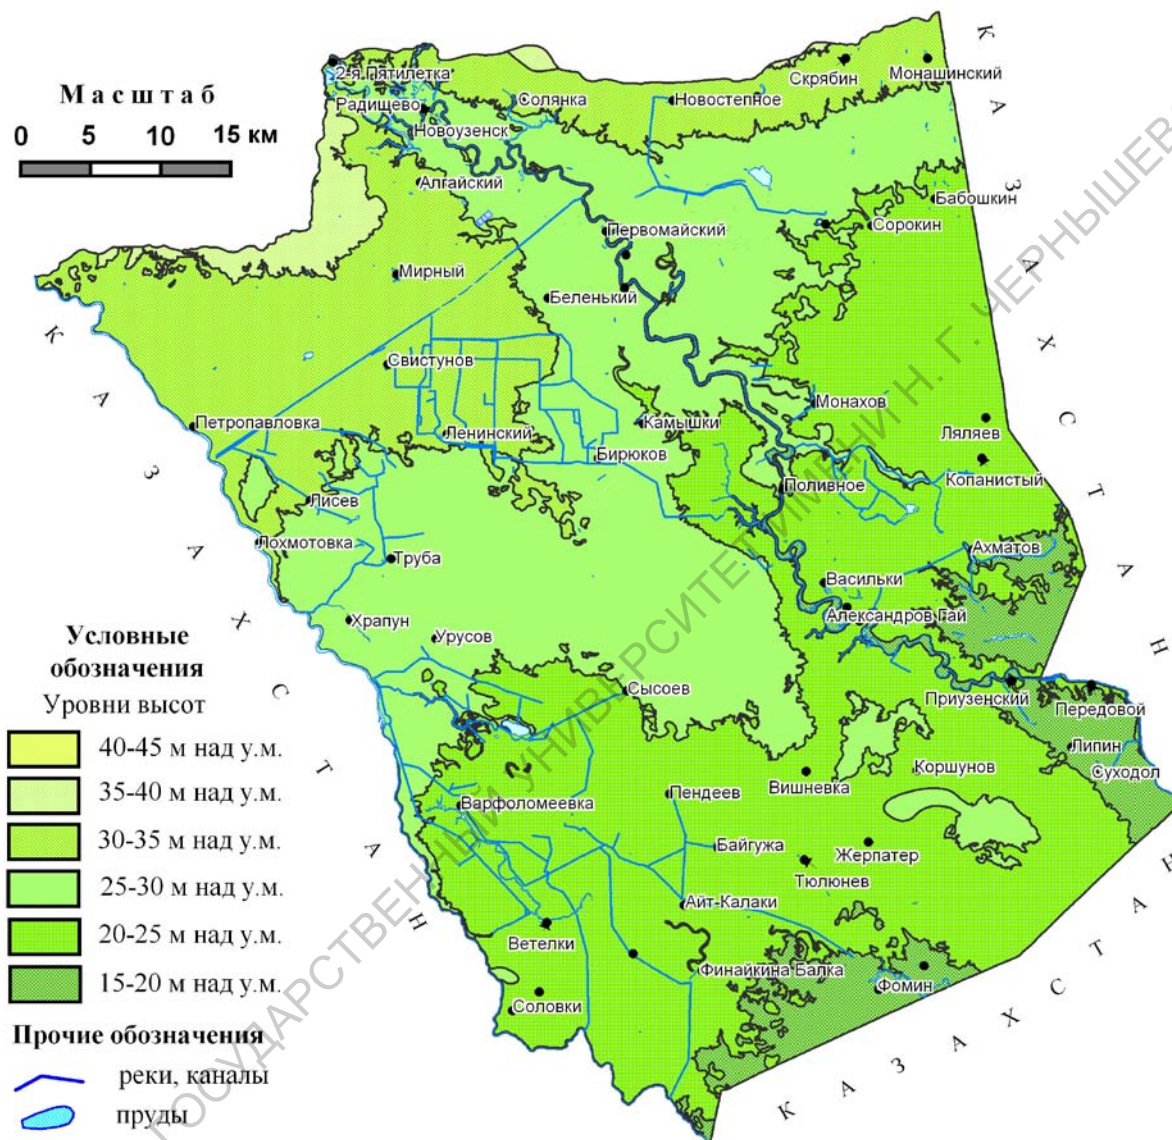 Масштаб
0 5 10 15 км
2-я Пятилетка
Радищево
Новоузенск
Солянка
Новостепное
Скрябин
Монашинский
Алгайский
Первомайский
Бабошкин
Сорокин
Мирный
Беленький
Свистунов
Монахов
Петропавловка
Ленинский
Камышки
Ляляев
Бирюков
Поливное
Копанистый
Лисев
Лохмотовка
Труба
Ахматов
Васильки
Александров Гай
Храпун
Урусов
Сысоев
Приузенский
Передовой
Липин
Суходол
Варфоломеевка
Пендеев
Вишневка
Коршунов
Байгужа
Жерпатер
Тюлюнев
Айт-Калаки
Ветелки
Финайкина Балка
Фомин
Соловки
КАЗАХСТАН
КАЗАХСТАН
КАЗАХСТАН
Условные
обозначения
Уровни высот
40-45 м над у.м.
35-40 м над у.м.
30-35 м над у.м.
25-30 м над у.м.
20-25 м над у.м.
15-20 м над у.м.
Прочие обозначения
реки, каналы
пруды
ГОСУДАРСТВЕННЫЙ УНИВЕРСИТЕТ ИМЕНИ Н. Г. ЧЕРНЫШЕВ